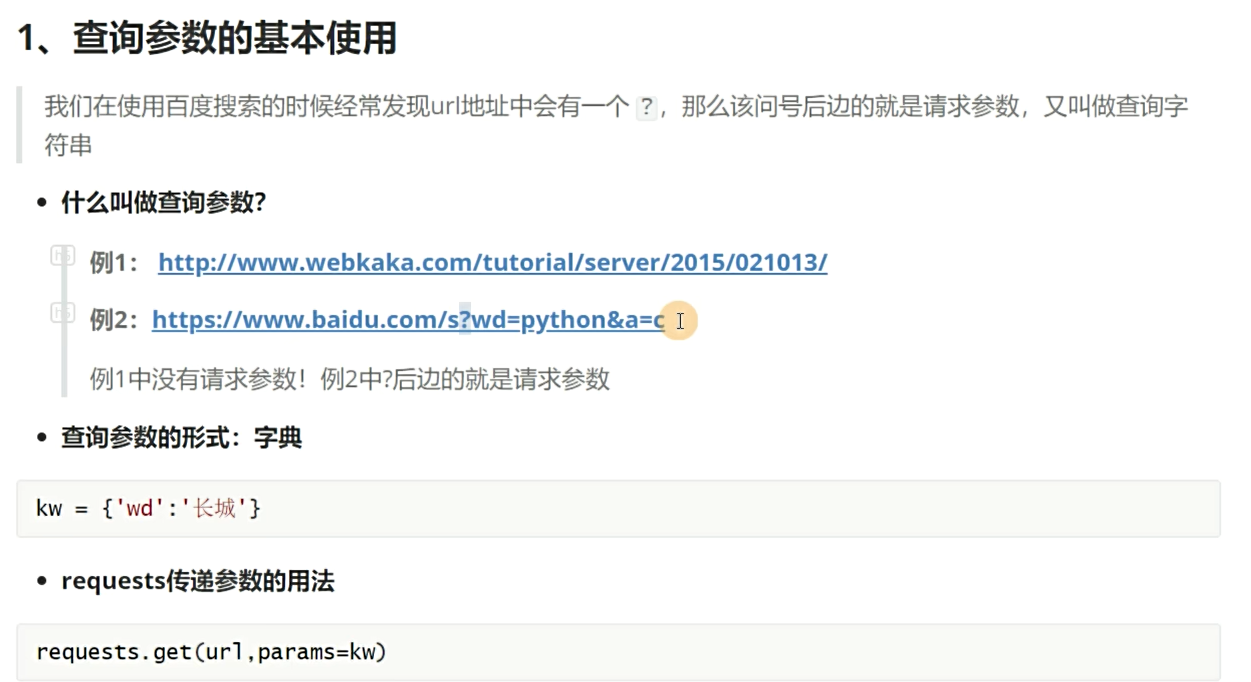 1、查询参数的基本使用
我们在使用百度搜索的时候经常发现url地址中会有一个 ?，那么该问号后边的就是请求参数，又叫做查询字
符串
• 什么叫做查询参数？
例1： http://www.webkaka.com/tutorial/server/2015/021013/
例2：https://www.baidu.com/s?wd=python&a=c
例1中没有请求参数！例2中?后边的就是请求参数
• 查询参数的形式：字典
kw = {'wd':'长城'}
• requests传递参数的用法
requests.get(url,params=kw)